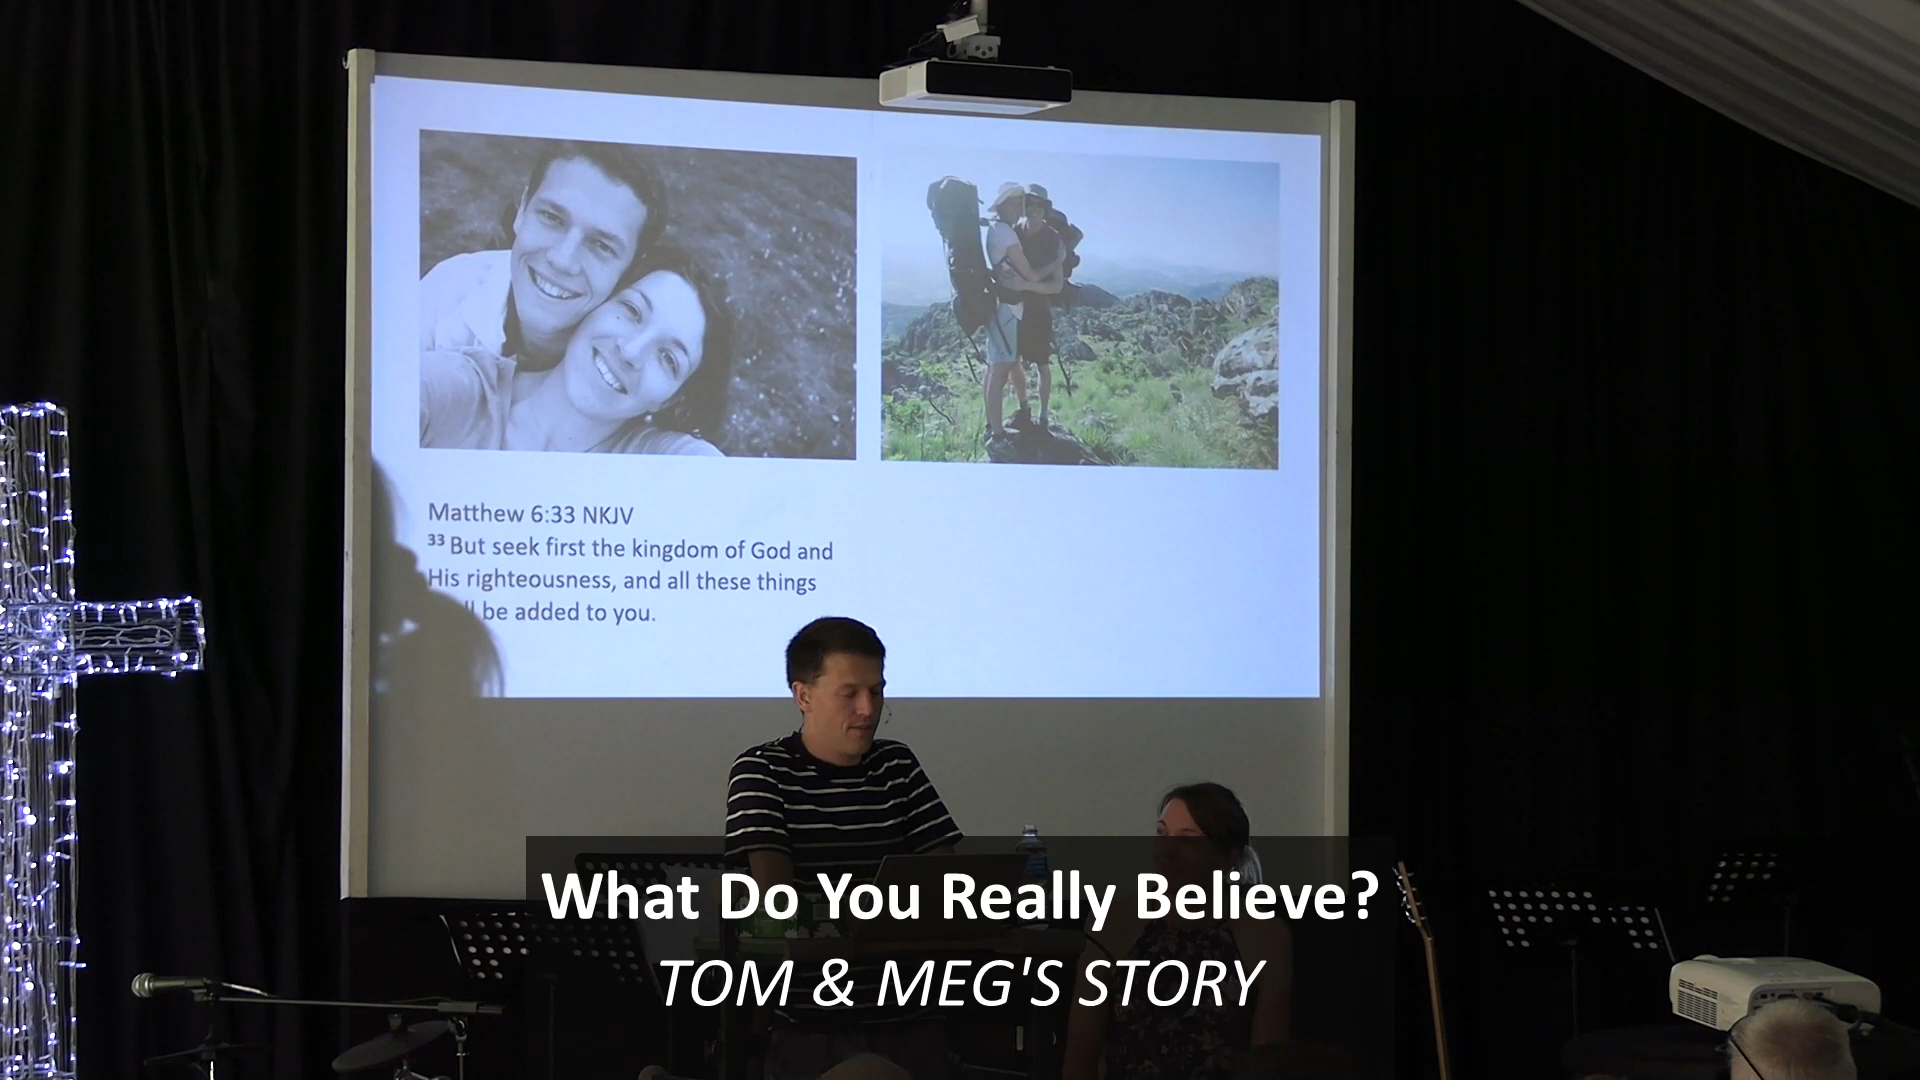 Matthew 6:33 NKJV
33 But seek first the kingdom of God and
His righteousness, and all these things
be added to you.
What Do You Really Believe?
TOM & MEG'S STORY